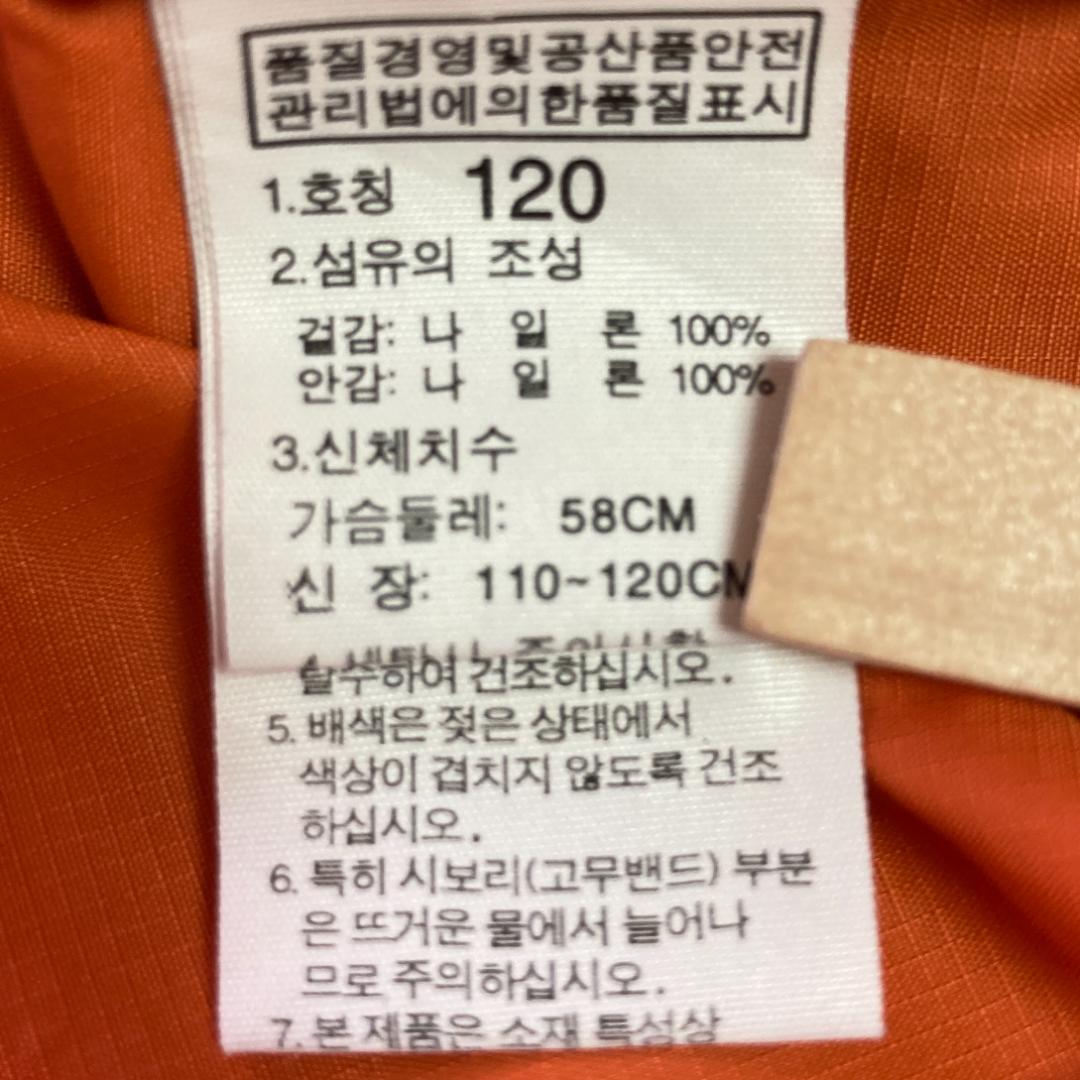 품질경영및공산품안전
관리법에의한품질표시
1.호칭 120
2.섬유의 조성
겉감: 나 일 론 100%
안감: 나 일 론 100%
3.신체치수
가슴둘레: 58CM
신 장: 110~120CM
탈수하여 건조하십시오.
5. 배색은 젖은 상태에서
색상이 겹치지 않도록 건조
하십시오.
6. 특히 시보리(고무밴드) 부분
은 뜨거운 물에서 늘어나
므로 주의하십시오.
7. 본 제품은 소재 특성상